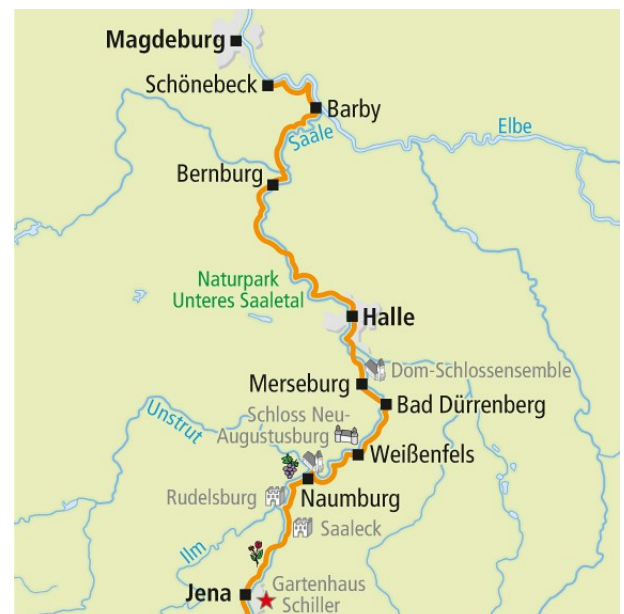 Magdeburg
Schönebeck
Barby
Elbe
Saale
Bernburg
Naturpark
Unteres Saaletal
Halle
Dom-Schlossensemble
Merseburg
Bad Dürrenberg
Unstrut
Schloss Neu-
Augustusburg
Weißenfels
Naumburg
Rudelsburg
Saaleck
Ilm
Jena
Gartenhaus
Schiller